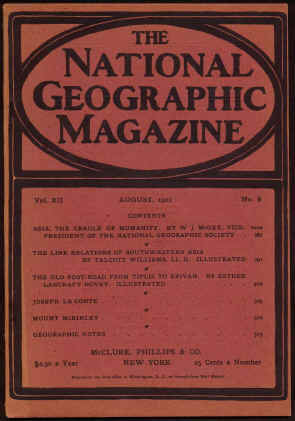 THE
NATIONAL
GEOGRAPHIC
MAGAZINE
Vol. XII AUGUST, 1901 No. 8
CONTENTS
ASIA, THE CRADLE OF HUMANITY. BY W J McGEE, VICE-
PRESIDENT OF THE NATIONAL GEOGRAPHIC SOCIETY
THE LINK RELATIONS OF SOUTHWESTERN ASIA
BY TALCOTT WILLIAMS, LL. D. ILLUSTRATED
THE OLD POST-ROAD FROM TIFLIS TO ERIVAN. BY ESTHER
LANCRAFT HOVEY. ILLUSTRATED
JOSEPH LE CONTE
MOUNT McKINLEY
GEOGRAPHIC NOTES
McCLURE, PHILLIPS & CO.
$2.50 a Year NEW YORK 25 Cents a Number